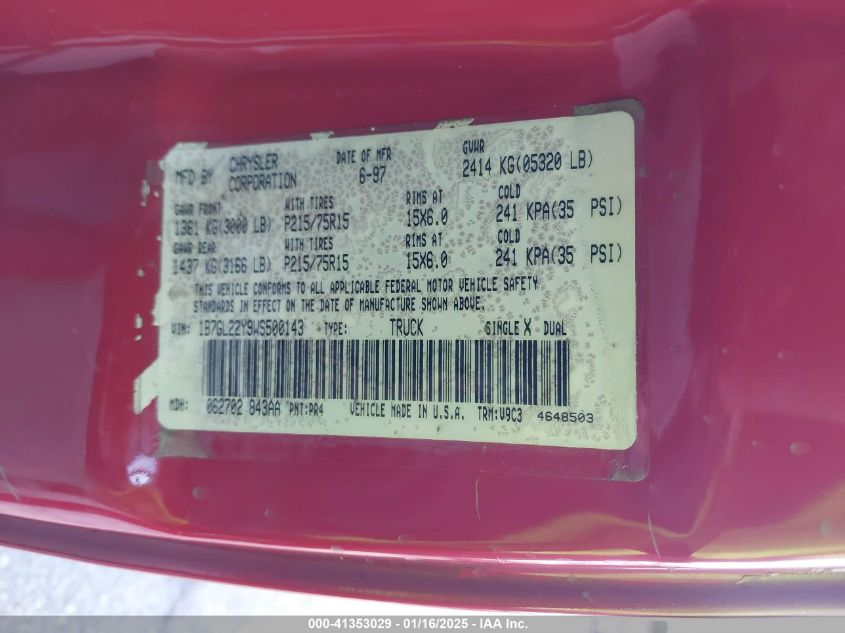 MFD BY CHRYSLER CORPORATION DATE OF MFR 6-97 GVWR 2414 KG(05320 LB)
GAWR FRONT WITH TIRES RIMS AT COLD
1361 KG(3000 LB) P215/75R15 15X6.0 241 KPA(35 PSI)
GAWR REAR WITH TIRES RIMS AT COLD
1437 KG(3166 LB) P215/75R15 15X6.0 241 KPA(35 PSI)
THIS VEHICLE CONFORMS TO ALL APPLICABLE FEDERAL MOTOR VEHICLE SAFETY
STANDARDS IN EFFECT ON THE DATE OF MANUFACTURE SHOWN ABOVE.
VIN: 1B7GL22Y9WS500143 TYPE: TRUCK SINGLE X DUAL
MDH: 062702 843AA PNT:PR4 VEHICLE MADE IN U.S.A. TRM:V9C3 4648503
000-41353029 - 01/16/2025 - IAA Inc.